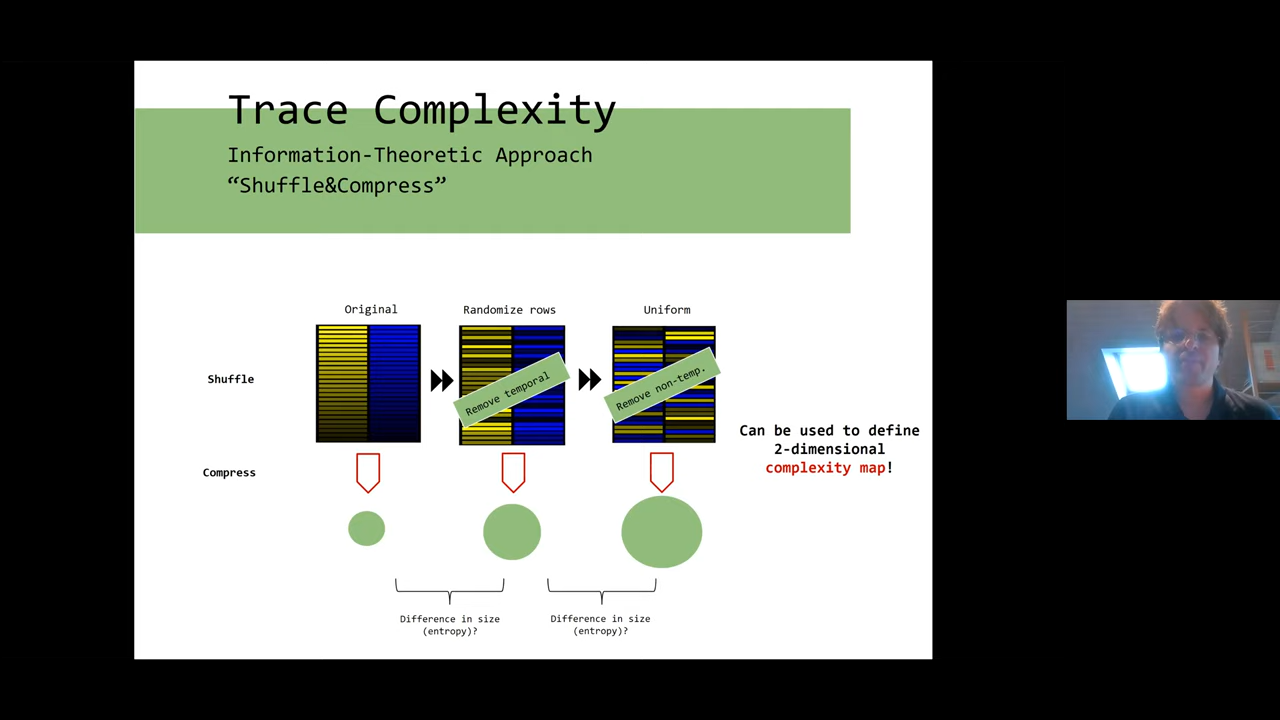 Trace Complexity
Information-Theoretic Approach
“Shuffle&Compress”
Original
Randomize rows
Uniform
Shuffle
Remove temporal
Remove non-temp.
Can be used to define
2-dimensional
complexity map!
Compress
Difference in size
(entropy)?
Difference in size
(entropy)?